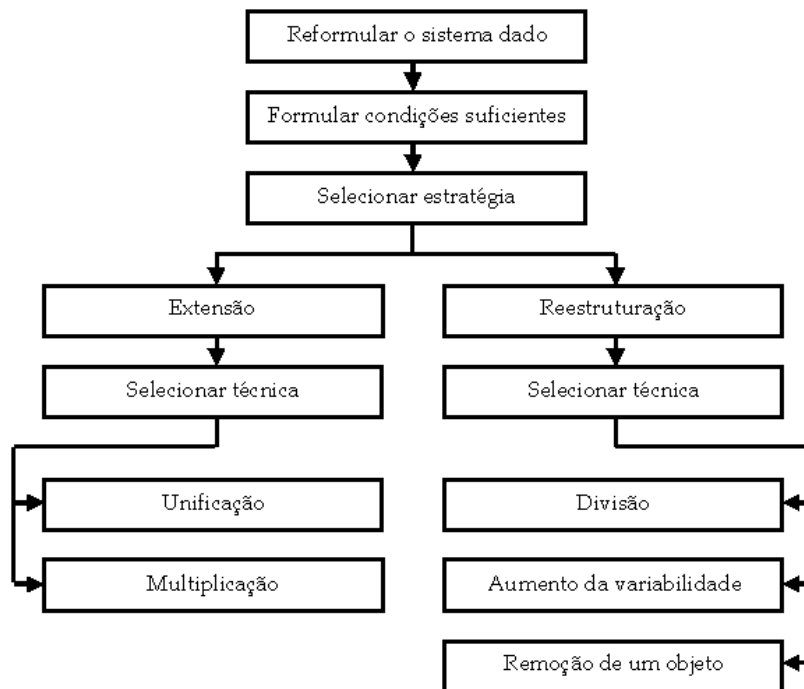 Reformular o sistema dado
Formular condições suficientes
Selecionar estratégia
Extensão
Reestruturação
Selecionar técnica
Selecionar técnica
Unificação
Divisão
Multiplicação
Aumento da variabilidade
Remoção de um objeto